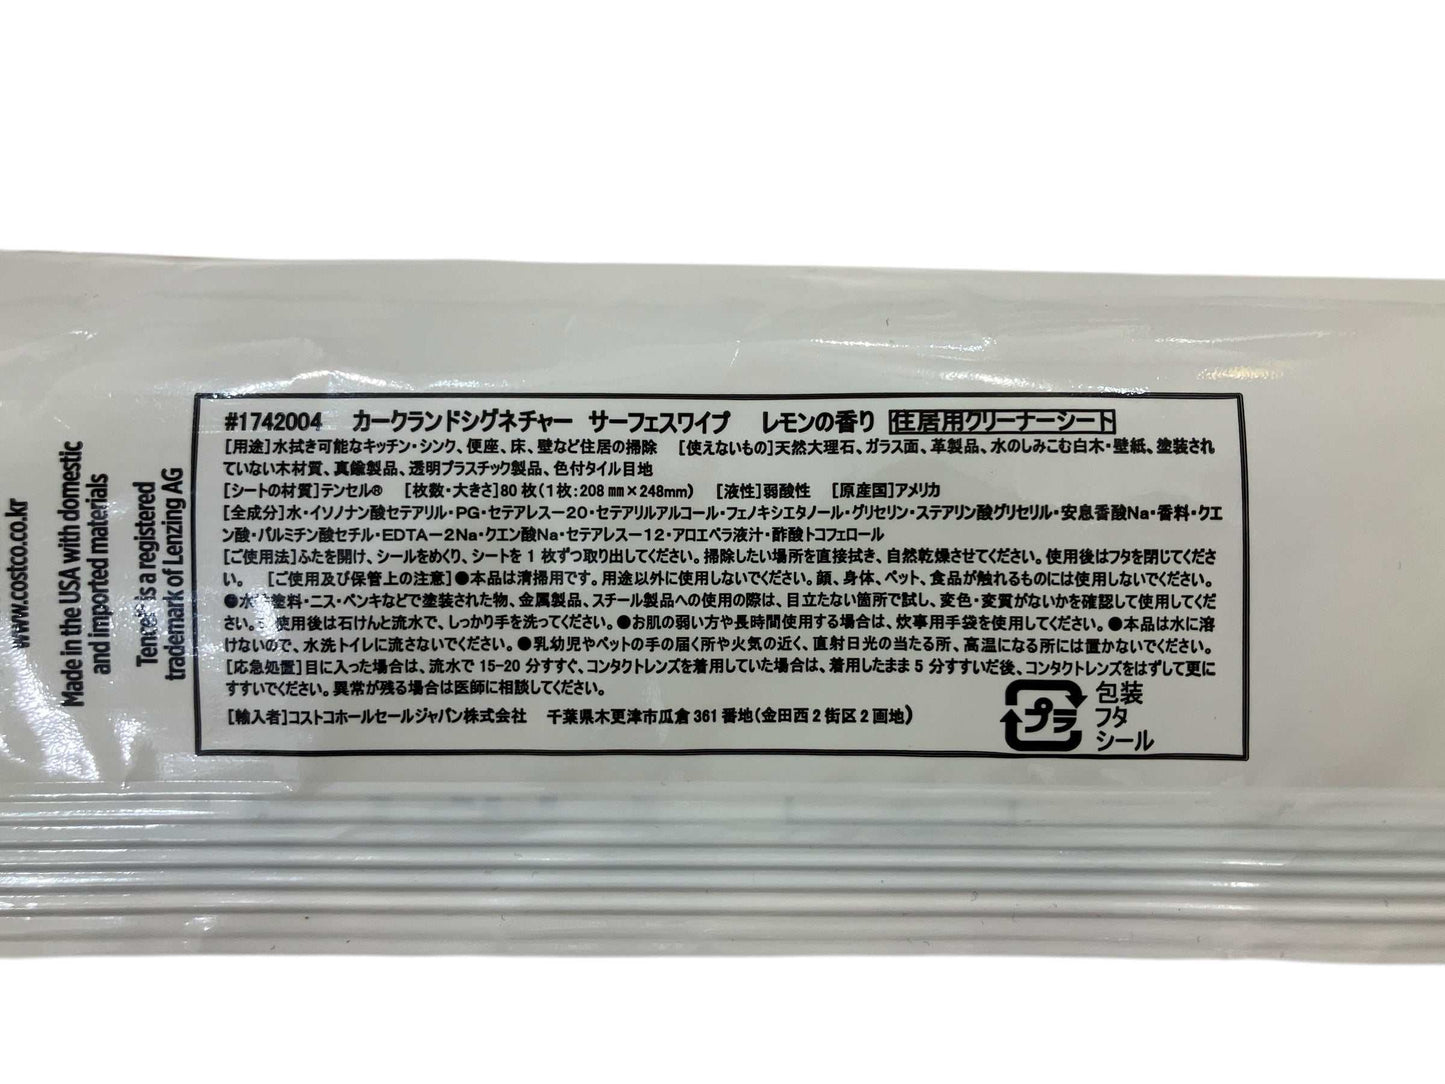 www.costco.co.kr
Made in the USA with domestic
and imported materials
is a registered
trademark of Lenzing AG
#1742004 カークランドシグネチャー サーフェスワイプ レモンの香り 住居用クリーナーシート
[用途]水拭き可能なキッチン・シンク、便座、床、壁など住居の掃除 [使えないもの]天然大理石、ガラス面、革製品、水のしみこむ白木・壁紙、塗装され
ていない木材質、真鍮製品、透明プラスチック製品、色付タイル目地
[シートの材質]テンセル® [枚数・大きさ]80枚(1枚:208㎜×248mm) [液性]弱酸性 [原産国]アメリカ
[全成分]水・イソノナン酸セテアリル・PG・セテアレスー20・セテアリルアルコール・フェノキシエタノール・グリセリン・ステアリン酸グリセリル・安息香酸Na・香料・クエ
ン酸・パルミチン酸セチル・EDTAー2Na・クエン酸Na・セテアレスー12・アロエベラ液汁・酢酸トコフェロール
[ご使用法]ふたを開け、シールをめくり、シートを1枚ずつ取り出してください。掃除したい場所を直接拭き、自然乾燥させてください。使用後はフタを閉じてくださ
い。 [ご使用及び保管上の注意]●本品は清掃用です。用途以外に使用しないでください。顔、身体、ペット、食品が触れるものには使用しないでください。
塗料・ニス・ペンキなどで塗装された物、金属製品、スチール製品への使用の際は、目立たない箇所で試し、変色・変質がないかを確認して使用してくだ
さい。使用後は石けんと流水で、しっかり手を洗ってください。●お肌の弱い方や長時間使用する場合は、炊事用手袋を使用してください。●本品は水に溶
けないので、水洗トイレに流さないでください。●乳幼児やペットの手の届く所や火気の近く、直射日光の当たる所、高温になる所には置かないでください。
[応急処置]目に入った場合は、流水で15-20分すすぐ、コンタクトレンズを着用していた場合は、着用したまま5分すすいだ後、コンタクトレンズをはずして更に
すすいでください。異常が残る場合は医師に相談してください。
[輸入者]コストコホールセールジャパン株式会社 千葉県木更津市瓜倉361番地(金田西2街区2画地)
プラ
包装
フタ
シール